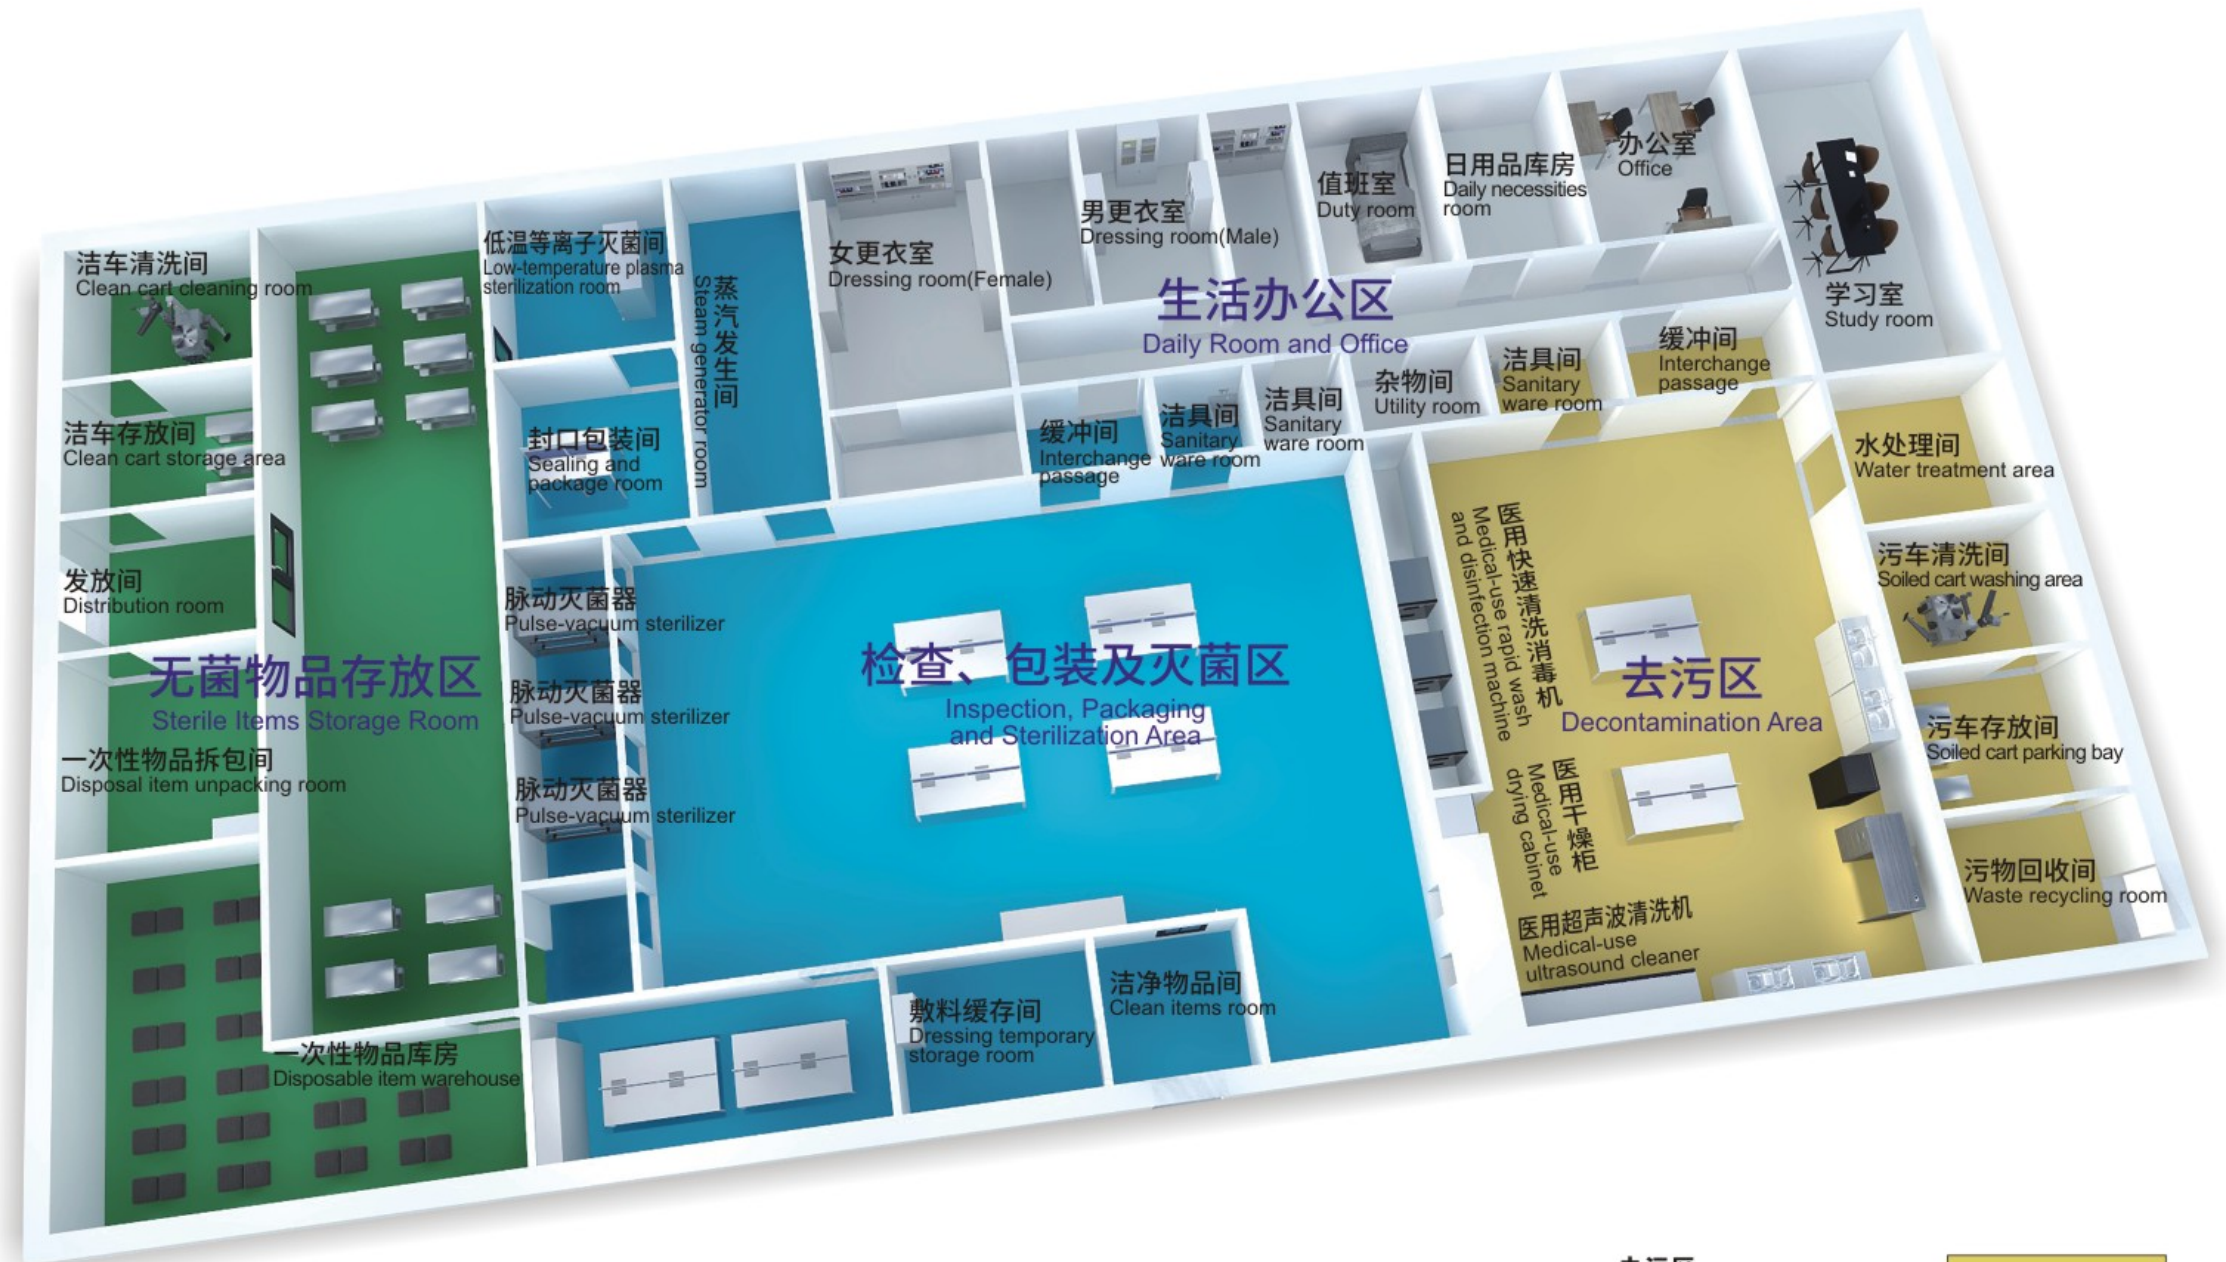 洁车清洗间
Clean cart cleaning room
洁车存放间
Clean cart storage area
发放间
Distribution room
无菌物品存放区
Sterile Items Storage Room
一次性物品拆包间
Disposal item unpacking room
一次性物品库房
Disposable item warehouse
低温等离子灭菌间
Low-temperature plasma
sterilization room
封口包装间
Sealing and
package room
蒸汽发生间
Steam generator room
脉动灭菌器
Pulse-vacuum sterilizer
脉动灭菌器
Pulse-vacuum sterilizer
脉动灭菌器
Pulse-vacuum sterilizer
女更衣室
Dressing room(Female)
男更衣室
Dressing room(Male)
值班室
Duty room
日用品库房
Daily necessities
room
办公室
Office
学习室
Study room
生活办公区
Daily Room and Office
缓冲间
Interchange
passage
洁具间
Sanitary
ware room
洁具间
Sanitary
ware room
杂物间
Utility room
洁具间
Sanitary
ware room
缓冲间
Interchange
passage
检查、包装及灭菌区
Inspection, Packaging
and Sterilization Area
敷料缓存间
Dressing temporary
storage room
洁净物品间
Clean items room
医用快速清洗消毒机
Medical-use rapid wash
and disinfection machine
医用干燥柜
Medical-use
drying cabinet
医用超声波清洗机
Medical-use
ultrasound cleaner
去污区
Decontamination Area
水处理间
Water treatment area
污车清洗间
Soiled cart washing area
污车存放间
Soiled cart parking bay
污物回收间
Waste recycling room